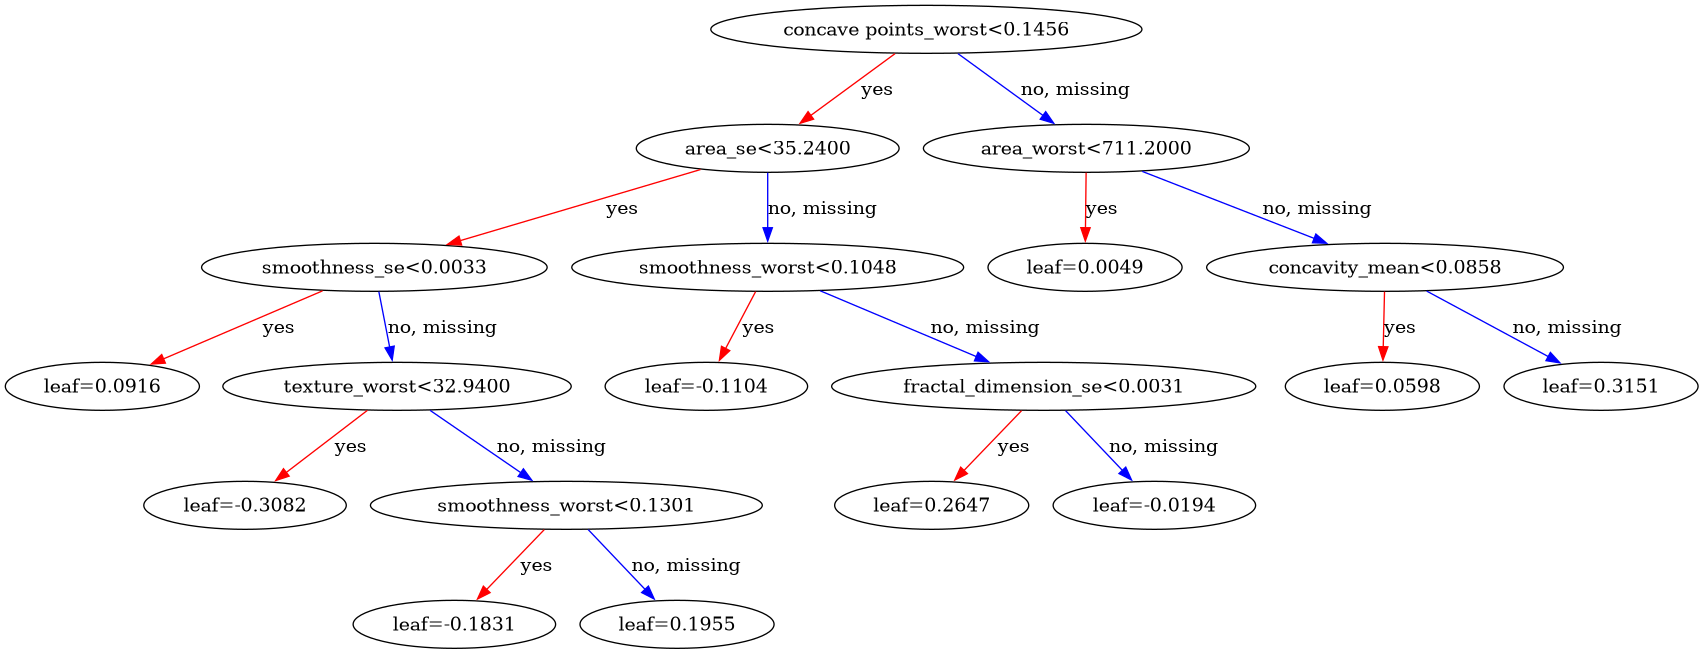 concave points_worst<0.1456
yes
no, missing
area_se<35.2400
area_worst<711.2000
yes
no, missing
yes
no, missing
smoothness_se<0.0033
smoothness_worst<0.1048
leaf=0.0049
concavity_mean<0.0858
yes
no, missing
yes
no, missing
yes
no, missing
leaf=0.0916
texture_worst<32.9400
leaf=-0.1104
fractal_dimension_se<0.0031
leaf=0.0598
leaf=0.3151
yes
no, missing
yes
no, missing
leaf=-0.3082
smoothness_worst<0.1301
leaf=0.2647
leaf=-0.0194
yes
no, missing
leaf=-0.1831
leaf=0.1955